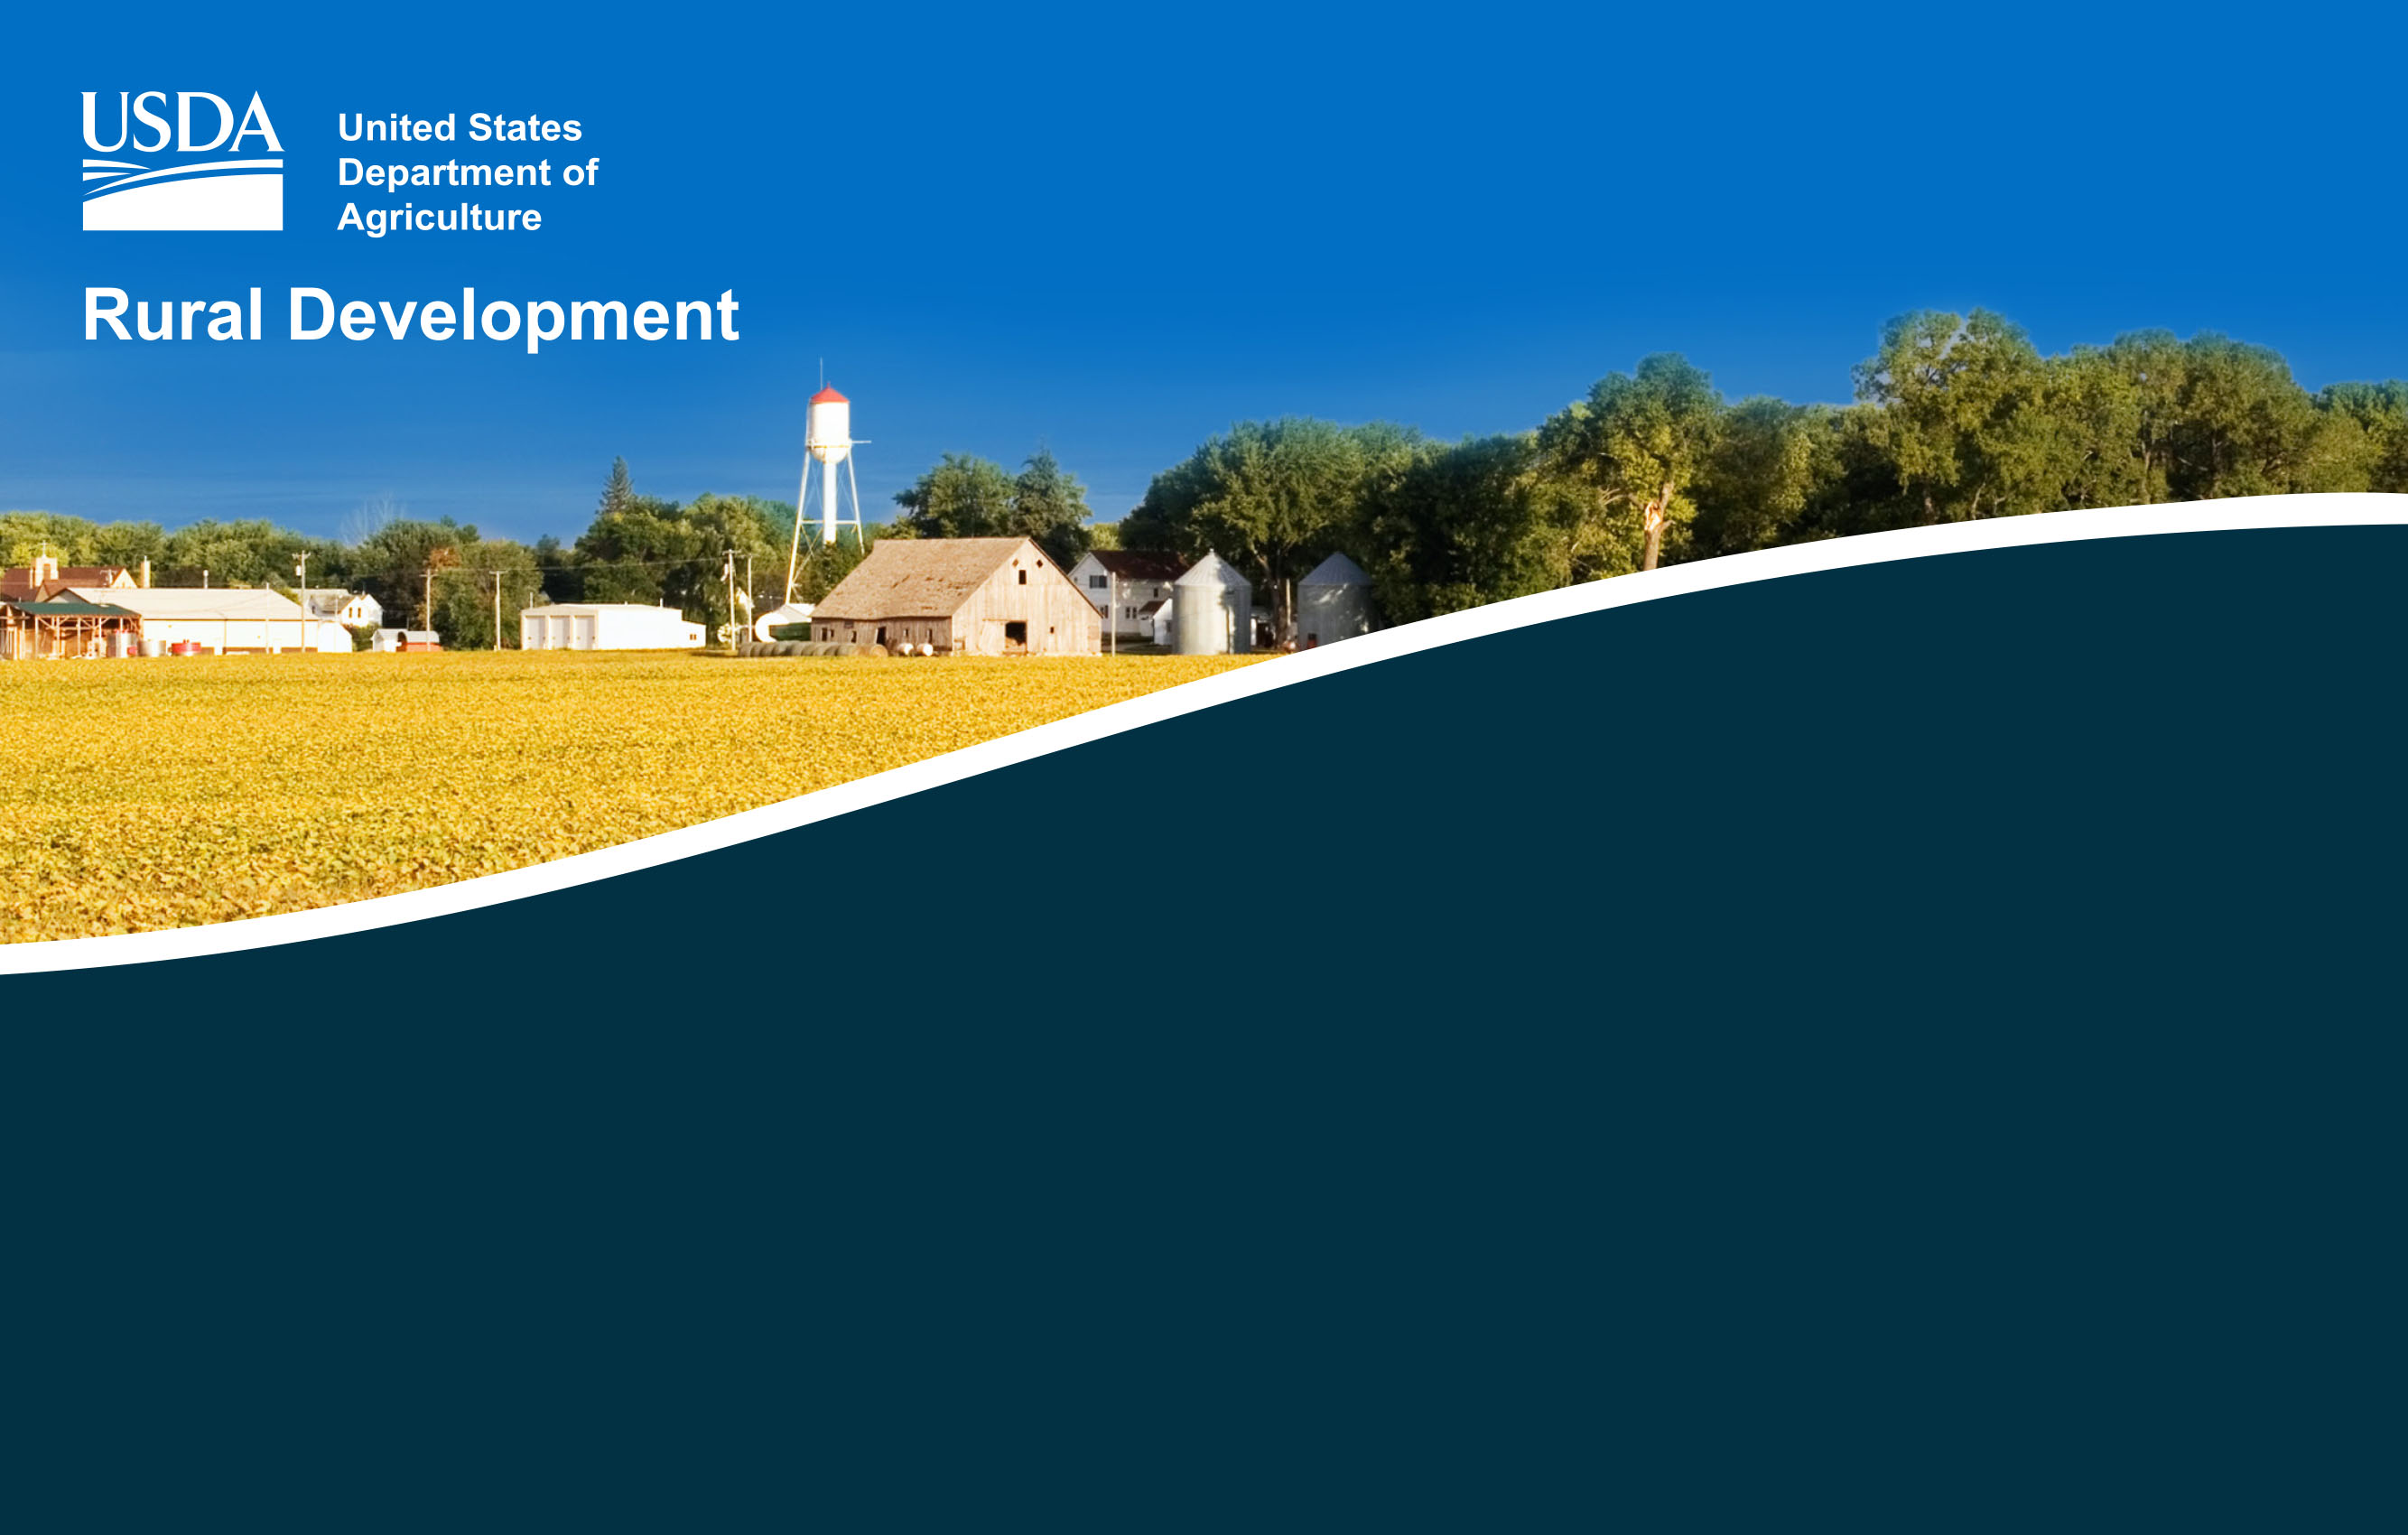 USDA
United States
Department of
Agriculture
Rural Development